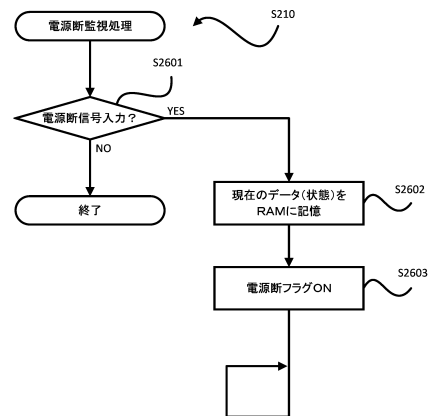 電源断監視処理
S210
S2601
電源断信号入力？
YES
NO
現在のデータ（状態）を
RAMに記憶
S2602
終了
電源断フラグON
S2603